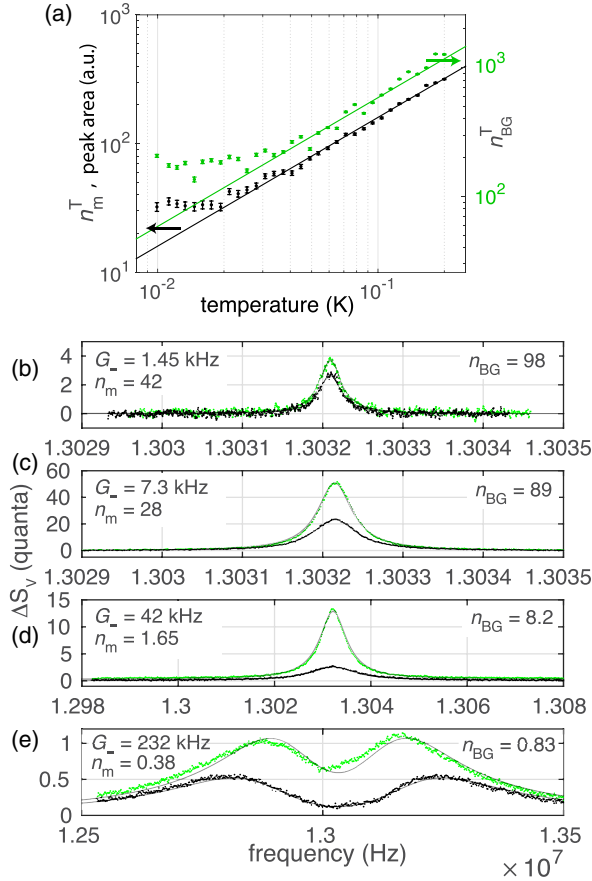 (a)
10³
10²
10¹
n_m^T , peak area (a.u.)
10³
10²
n_BG^T
10⁻² 10⁻¹
temperature (K)
(b)
G_- = 1.45 kHz
n_m = 42
n_BG = 98
4
2
0
1.3029 1.303 1.3031 1.3032 1.3033 1.3034 1.3035
(c)
G_- = 7.3 kHz
n_m = 28
n_BG = 89
60
40
20
0
1.3029 1.303 1.3031 1.3032 1.3033 1.3034 1.3035
ΔS_V (quanta)
(d)
G_- = 42 kHz
n_m = 1.65
n_BG = 8.2
15
10
5
0
1.298 1.3 1.302 1.304 1.306 1.308
(e)
G_- = 232 kHz
n_m = 0.38
n_BG = 0.83
1
0.5
0
1.25 1.3 1.35
frequency (Hz)
× 10⁷